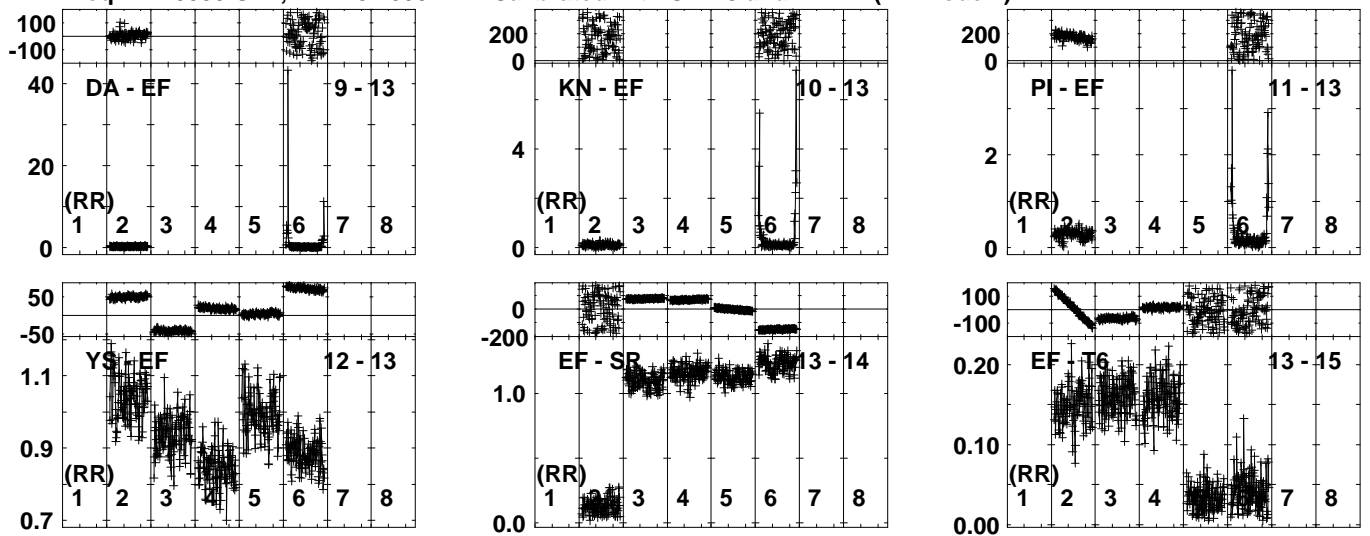 100
-100
DA - EF 9 - 13
40
20
0
(RR)
1 2 3 4 5 6 7 8
200
0
KN - EF 10 - 13
4
0
(RR)
1 2 3 4 5 6 7 8
200
0
PI - EF 11 - 13
2
0
(RR)
1 2 3 4 5 6 7 8
50
-50
YS - EF 12 - 13
1.1
0.9
0.7
(RR)
1 2 3 4 5 6 7 8
0
-200
EF - SR 13 - 14
1.0
0.0
(RR)
1 2 3 4 5 6 7 8
100
-100
EF - T6 13 - 15
0.20
0.10
0.00
(RR)
1 2 3 4 5 6 7 8